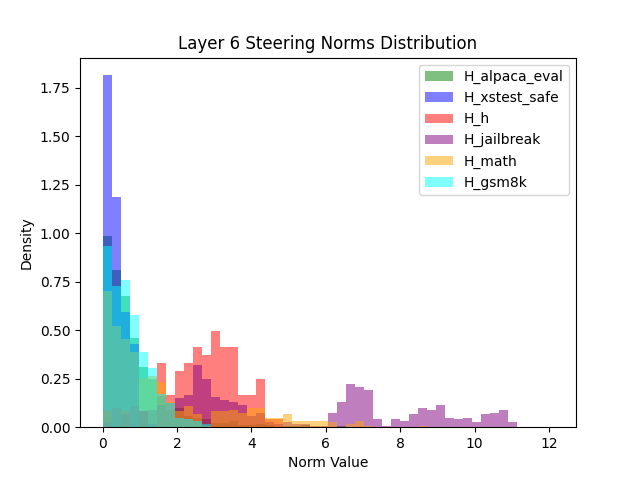 Layer 6 Steering Norms Distribution
H_alpaca_eval
H_xstest_safe
H_h
H_jailbreak
H_math
H_gsm8k
Density
1.75
1.50
1.25
1.00
0.75
0.50
0.25
0.00
0 2 4 6 8 10 12
Norm Value